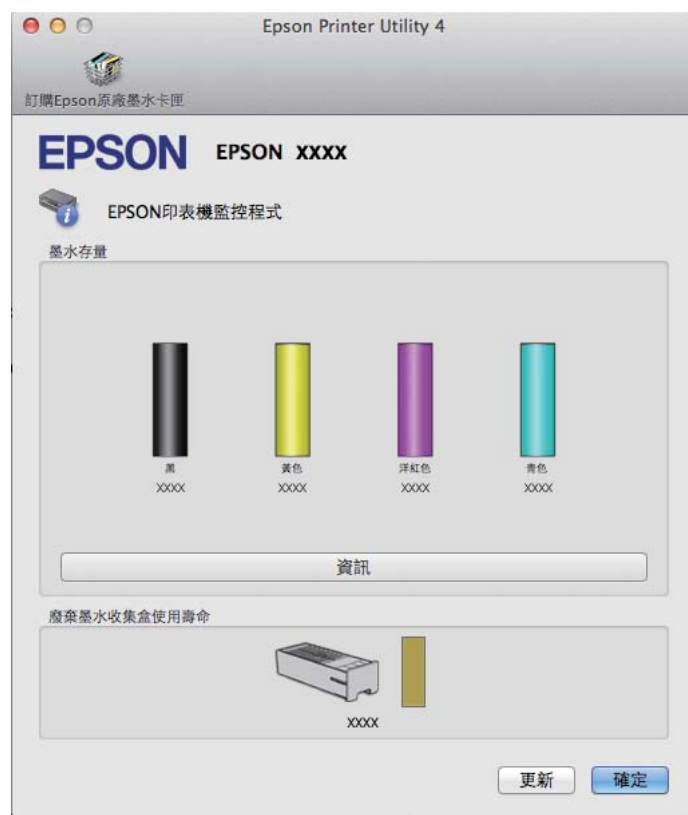 Epson Printer Utility 4
訂購Epson原廠墨水卡匣
EPSON EPSON XXXX
EPSON印表機監控程式
墨水存量
黑 黃色 洋紅色 青色
XXXX XXXX XXXX XXXX
資訊
廢棄墨水收集盒使用壽命
XXXX
更新 確定